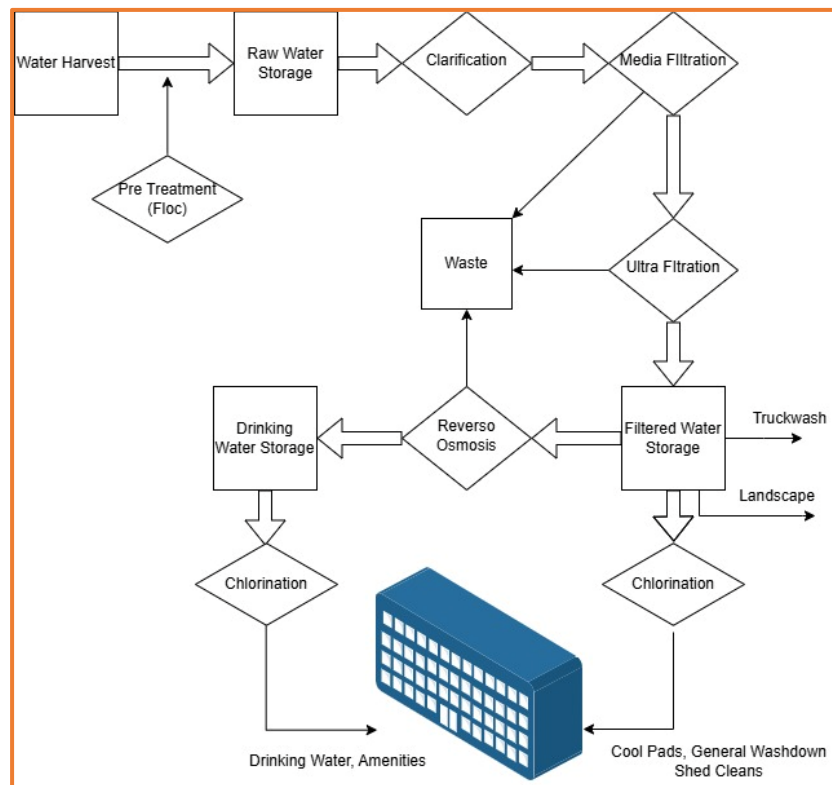 Water Harvest
Raw Water
Storage
Clarification
Media FIltration
Pre Treatment
(Floc)
Waste
Ultra Fltration
Drinking
Water Storage
Reverso
Osmosis
Filtered Water
Storage
Truckwash
Landscape
Chlorination
Chlorination
Drinking Water, Amenities
Cool Pads, General Washdown
Shed Cleans